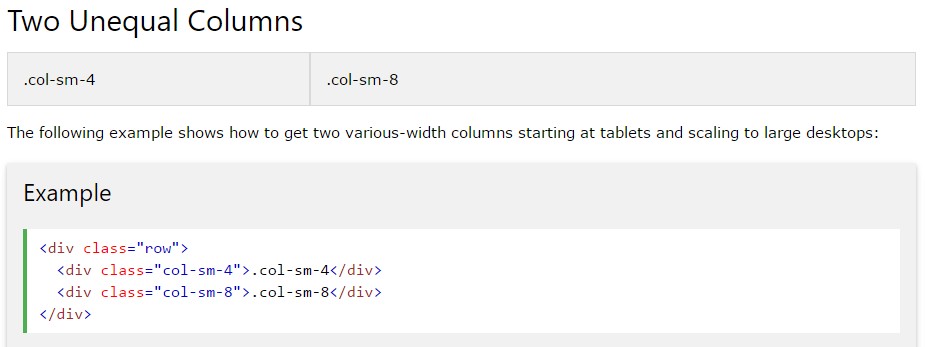 Two Unequal Columns
.col-sm-4 .col-sm-8
The following example shows how to get two various-width columns starting at tablets and scaling to large desktops:
Example
<div class="row">
  <div class="col-sm-4">.col-sm-4</div>
  <div class="col-sm-8">.col-sm-8</div>
</div>